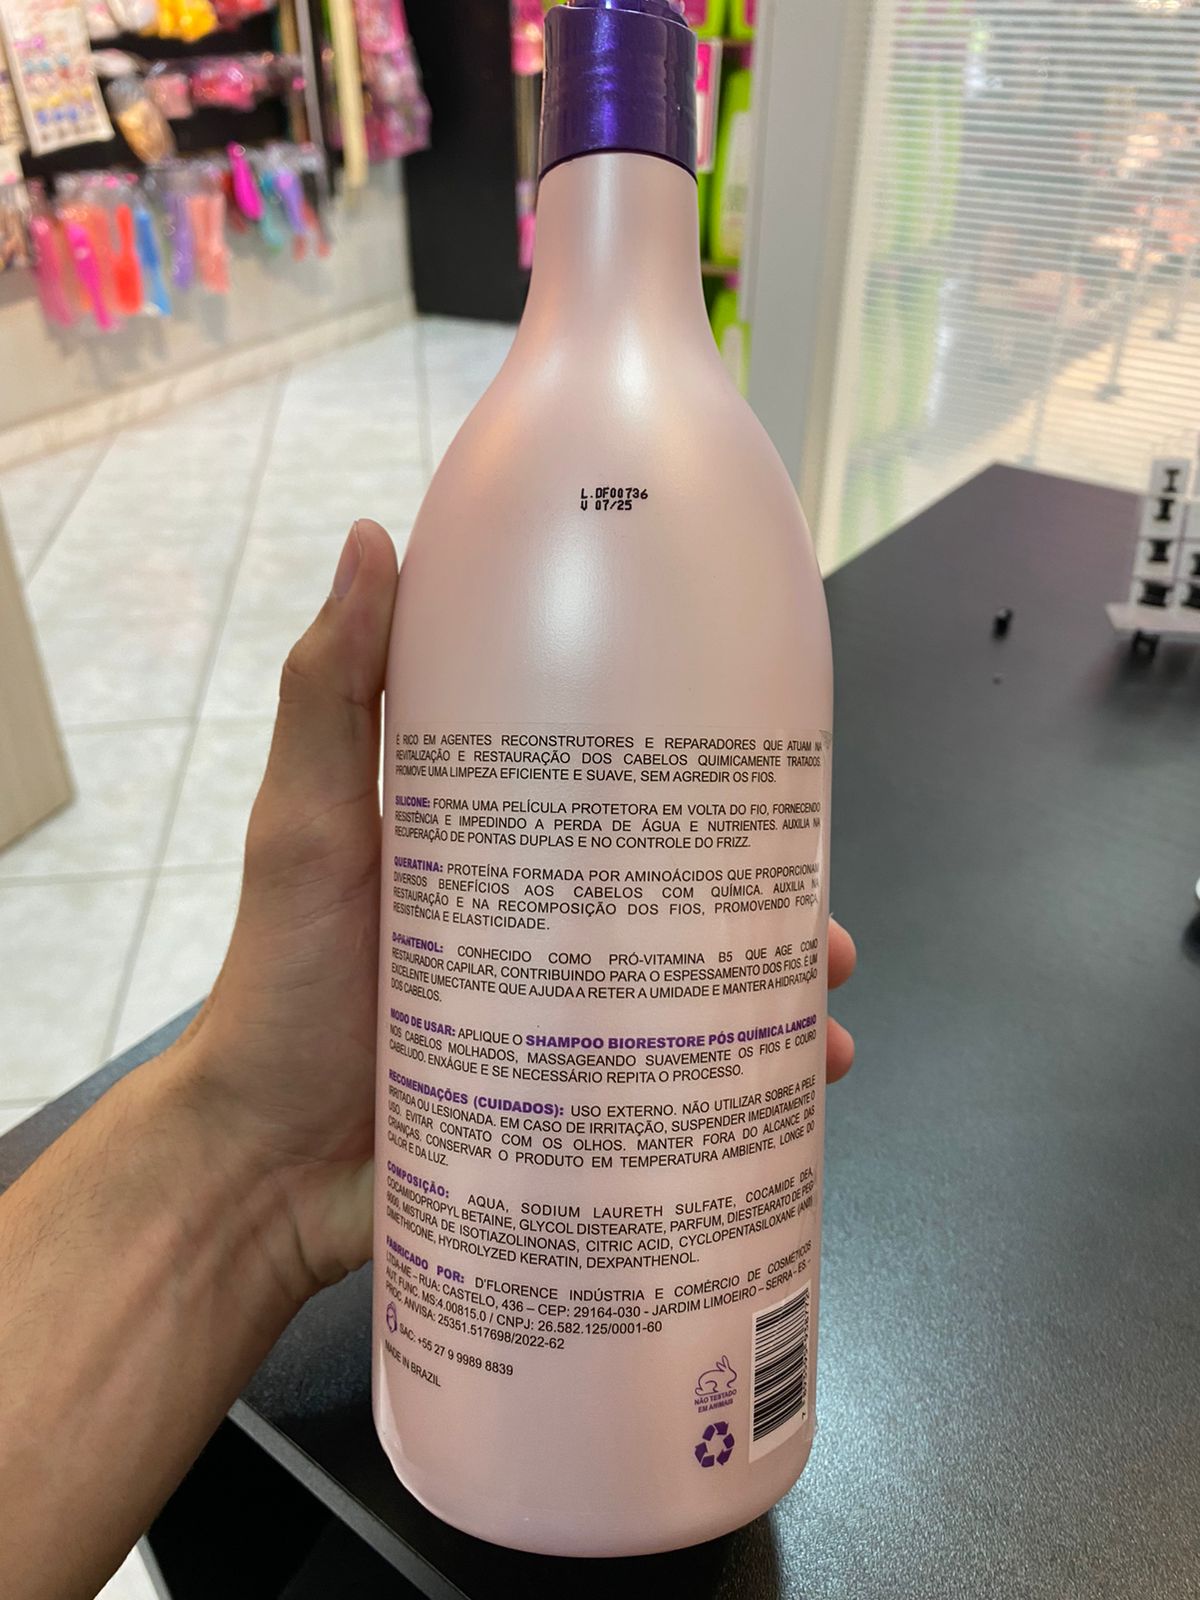 L.DF00736
V 07/25
É RICO EM AGENTES RECONSTRUTORES E REPARADORES QUE ATUAM NA
REVITALIZAÇÃO E RESTAURAÇÃO DOS CABELOS QUIMICAMENTE TRATADOS.
PROMOVE UMA LIMPEZA EFICIENTE E SUAVE, SEM AGREDIR OS FIOS.
SILICONE: FORMA UMA PELÍCULA PROTETORA EM VOLTA DO FIO, FORNECENDO
RESISTÊNCIA E IMPEDINDO A PERDA DE ÁGUA E NUTRIENTES. AUXILIA NA
RECUPERAÇÃO DE PONTAS DUPLAS E NO CONTROLE DO FRIZZ.
QUERATINA: PROTEÍNA FORMADA POR AMINOÁCIDOS QUE PROPORCIONAM
DIVERSOS BENEFÍCIOS AOS CABELOS COM QUÍMICA. AUXILIA NA
RESTAURAÇÃO E NA RECOMPOSIÇÃO DOS FIOS, PROMOVENDO FORÇA,
RESISTÊNCIA E ELASTICIDADE.
D-PANTENOL: CONHECIDO COMO PRÓ-VITAMINA B5 QUE AGE COMO
RESTAURADOR CAPILAR, CONTRIBUINDO PARA O ESPESSAMENTO DOS FIOS. É UM
EXCELENTE UMECTANTE QUE AJUDA A RETER A UMIDADE E MANTER A HIDRATAÇÃO
DOS CABELOS.
MODO DE USAR: APLIQUE O SHAMPOO BIORESTORE PÓS QUÍMICA LANCBIO
NOS CABELOS MOLHADOS, MASSAGEANDO SUAVEMENTE OS FIOS E COURO
CABELUDO. ENXÁGUE E SE NECESSÁRIO REPITA O PROCESSO.
RECOMENDAÇÕES (CUIDADOS): USO EXTERNO. NÃO UTILIZAR SOBRE A PELE
IRRITADA OU LESIONADA. EM CASO DE IRRITAÇÃO, SUSPENDER IMEDIATAMENTE O
USO. EVITAR CONTATO COM OS OLHOS. MANTER FORA DO ALCANCE DAS
CRIANÇAS. CONSERVAR O PRODUTO EM TEMPERATURA AMBIENTE, LONGE DO
CALOR E DA LUZ.
COMPOSIÇÃO: AQUA, SODIUM LAURETH SULFATE, COCAMIDE DEA,
COCAMIDOPROPYL BETAINE, GLYCOL DISTEARATE, PARFUM, DIESTEARATO DE PEG
6000, MISTURA DE ISOTIAZOLINONAS, CITRIC ACID, CYCLOPENTASILOXANE (AND)
DIMETHICONE, HYDROLYZED KERATIN, DEXPANTHENOL.
FABRICADO POR: D'FLORENCE INDÚSTRIA E COMÉRCIO DE COSMÉTICOS
LTDA-ME – RUA: CASTELO, 436 – CEP: 29164-030 - JARDIM LIMOEIRO – SERRA – ES -
AUT. FUNC. MS:4.00815.0 / CNPJ: 26.582.125/0001-60
PROC. ANVISA: 25351.517698/2022-62
SAC: +55 27 9 9989 8839
MADE IN BRAZIL
NÃO TESTADO
EM ANIMAIS